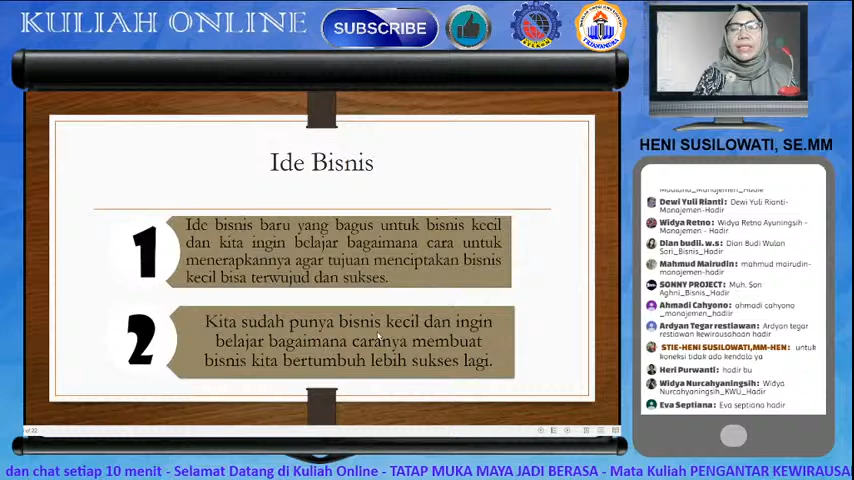 KULIAH ONLINE
SUBSCRIBE
HENI SUSILOWATI, SE.MM
Ide Bisnis
1
Ide bisnis baru yang bagus untuk bisnis kecil
dan kita ingin belajar bagaimana cara untuk
menerapkannya agar tujuan menciptakan bisnis
kecil bisa terwujud dan sukses.
2
Kita sudah punya bisnis kecil dan ingin
belajar bagaimana caranya membuat
bisnis kita bertumbuh lebih sukses lagi.
Dewi Yuli Rianti: Dewi Yuli Rianti-
Manajemen-Hadir
Widya Retno: Widya Retno Ayuningsih -
Manajemen - Hadir
Dian budii. w.s: Dian Budi Wulan
Sari_Bisnis_Hadir
Mahmud Mairudin: mahmud mairudin-
manajemen-hadir
SONNY PROJECT: Muh. Son
Aghni_Bisnis_Hadir
Ahmadi Cahyono: ahmadi cahyono
_manajemen_hadir
Ardyan Tegar restiawan: Ardyan tegar
restiawan kewirausahaan hadir
STIE-HENI SUSILOWATI,MM-HEN: untuk
koneksi tidak ada kendala ya
Heri Purwanti: hadir bu
Widya Nurcahyaningsih: Widya
Nurcahyaningsih_KWU_Hadir
Eva Septiana: Eva septiana hadir
dan chat setiap 10 menit - Selamat Datang di Kuliah Online - TATAP MUKA MAYA JADI BERASA - Mata Kuliah PENGANTAR KEWIRAUSA